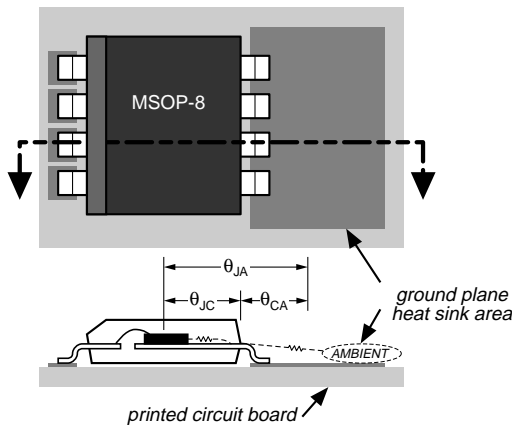 MSOP-8
θJA
θJC
θCA
ground plane
heat sink area
AMBIENT
printed circuit board